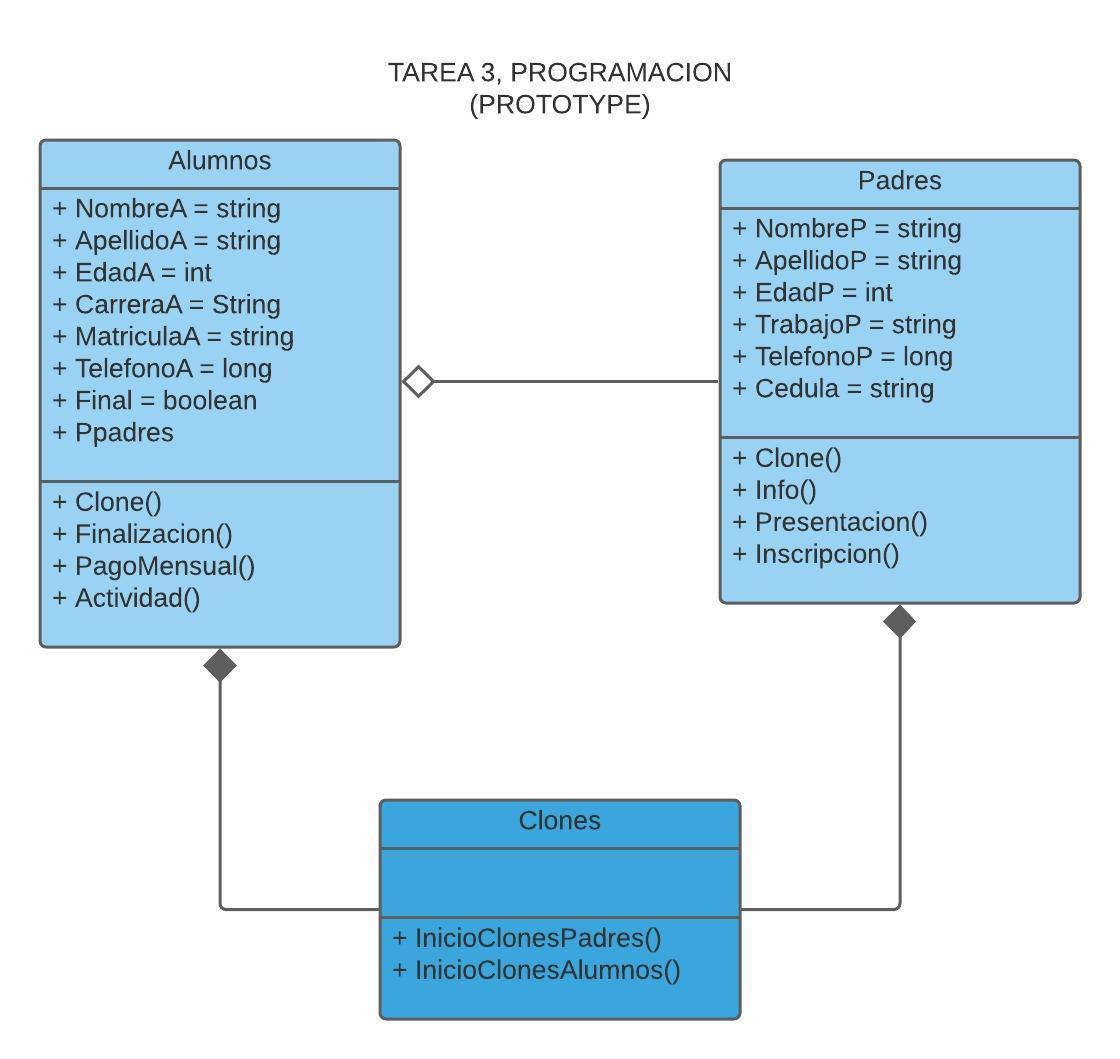 TAREA 3, PROGRAMACION
(PROTOTYPE)
Alumnos
+ NombreA = string
+ ApellidoA = string
+ EdadA = int
+ CarreraA = String
+ MatriculaA = string
+ TelefonoA = long
+ Final = boolean
+ Ppadres
+ Clone()
+ Finalizacion()
+ PagoMensual()
+ Actividad()
Padres
+ NombreP = string
+ ApellidoP = string
+ EdadP = int
+ TrabajoP = string
+ TelefonoP = long
+ Cedula = string
+ Clone()
+ Info()
+ Presentacion()
+ Inscripcion()
Clones
+ InicioClonesPadres()
+ InicioClonesAlumnos()